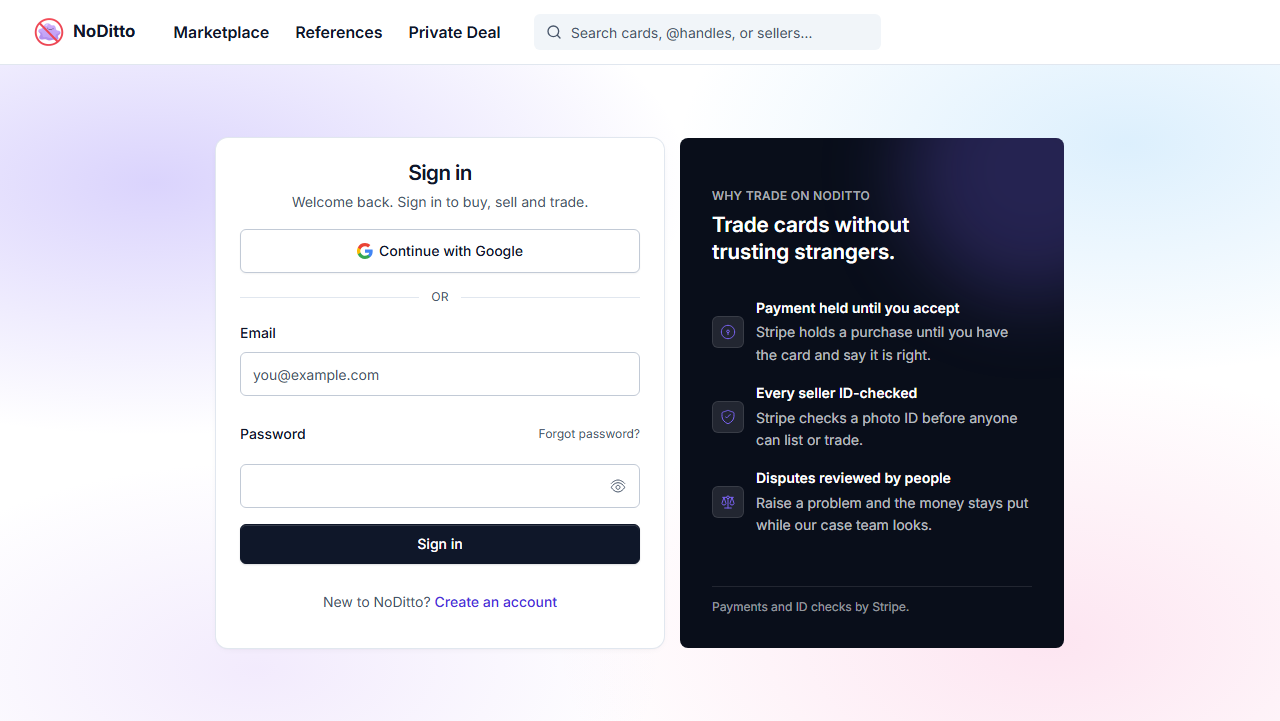 NoDitto
Marketplace
References
Private Deal
Search cards, @handles, or sellers...
Sign in
Welcome back. Sign in to buy, sell and trade.
Continue with Google
OR
Email
you@example.com
Password
Forgot password?
Sign in
New to NoDitto? Create an account
WHY TRADE ON NODITTO
Trade cards without
trusting strangers.
Payment held until you accept
Stripe holds a purchase until you have
the card and say it is right.
Every seller ID-checked
Stripe checks a photo ID before anyone
can list or trade.
Disputes reviewed by people
Raise a problem and the money stays put
while our case team looks.
Payments and ID checks by Stripe.